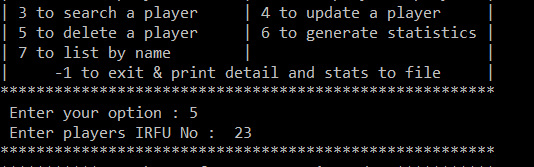 | 3 to search a player | 4 to update a player |
| 5 to delete a player | 6 to generate statistics |
| 7 to list by name | |
| -1 to exit & print detail and stats to file |
*******************************************************
Enter your option : 5
Enter players IRFU No : 23
*******************************************************